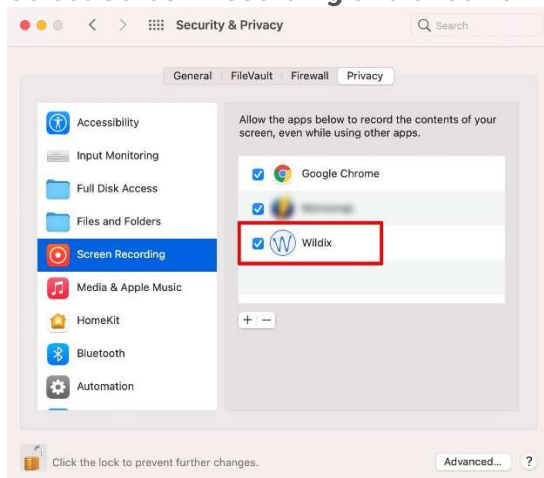 Security & Privacy
Search
General FileVault Firewall Privacy
Accessibility
Input Monitoring
Full Disk Access
Files and Folders
Screen Recording
Media & Apple Music
HomeKit
Bluetooth
Automation
Allow the apps below to record the contents of your
screen, even while using other apps.
Google Chrome
Wildix
+ −
Click the lock to prevent further changes.
Advanced... ?